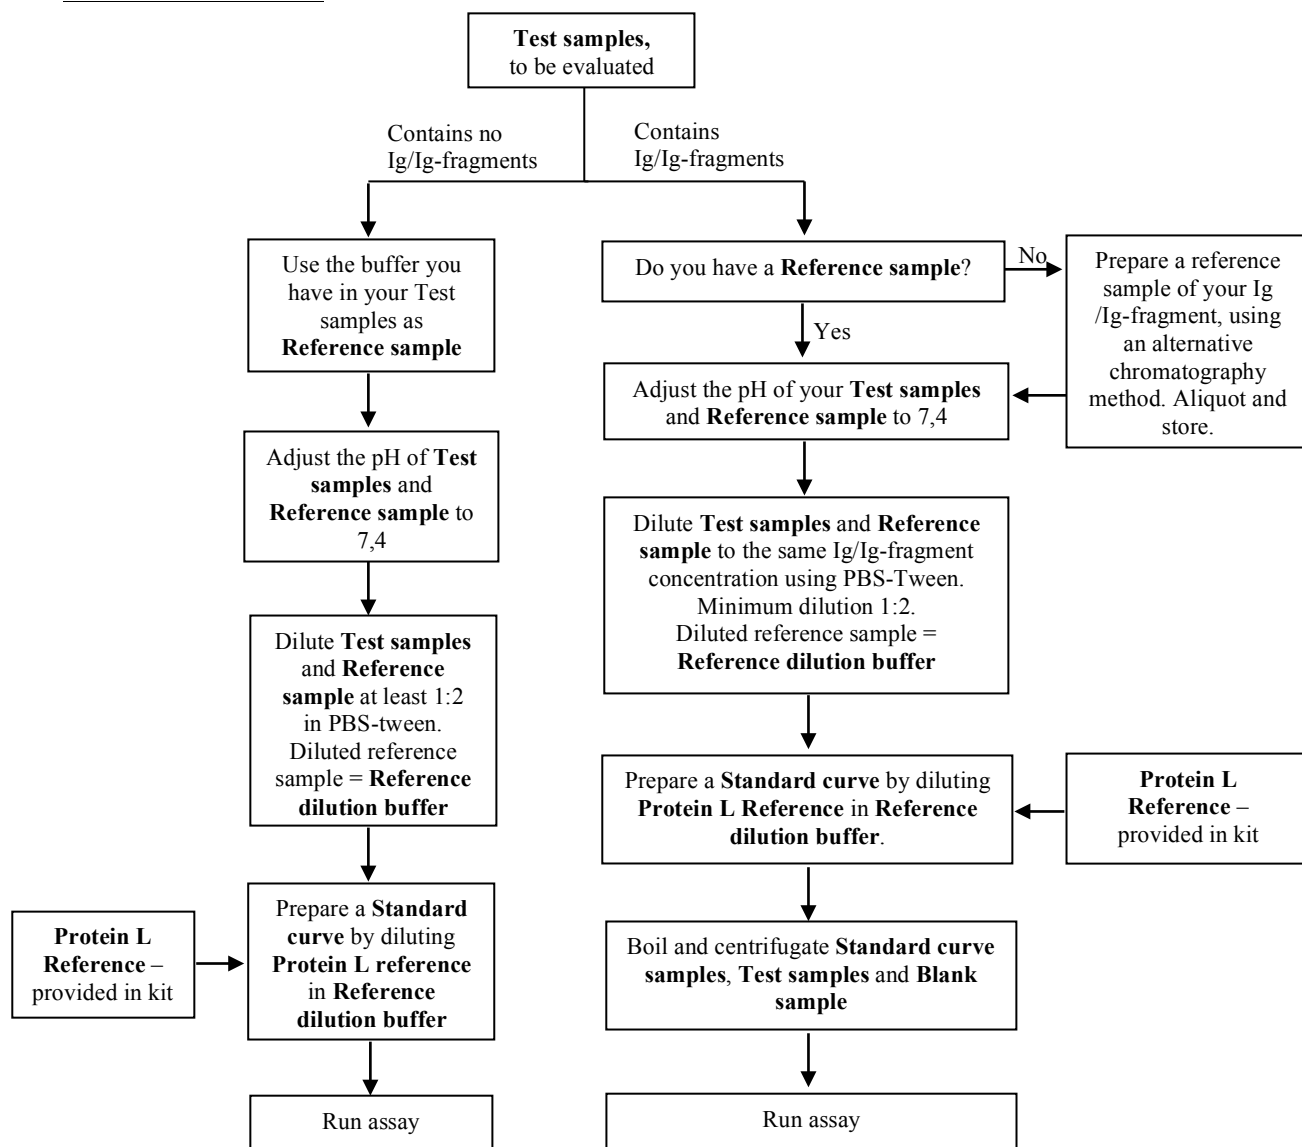 Test samples,
to be evaluated
Contains no
Ig/Ig-fragments
Contains
Ig/Ig-fragments
Use the buffer you
have in your Test
samples as
Reference sample
Adjust the pH of Test
samples and
Reference sample to
7,4
Dilute Test samples
and Reference
sample at least 1:2
in PBS-tween.
Diluted reference
sample = Reference
dilution buffer
Protein L
Reference –
provided in kit
Prepare a Standard
curve by diluting
Protein L reference
in Reference
dilution buffer
Run assay
Do you have a Reference sample?
No
Prepare a reference
sample of your Ig
/Ig-fragment, using
an alternative
chromatography
method. Aliquot and
store.
Yes
Adjust the pH of your Test samples
and Reference sample to 7,4
Dilute Test samples and Reference
sample to the same Ig/Ig-fragment
concentration using PBS-Tween.
Minimum dilution 1:2.
Diluted reference sample =
Reference dilution buffer
Prepare a Standard curve by diluting
Protein L Reference in Reference
dilution buffer.
Protein L
Reference –
provided in kit
Boil and centrifugate Standard curve
samples, Test samples and Blank
sample
Run assay